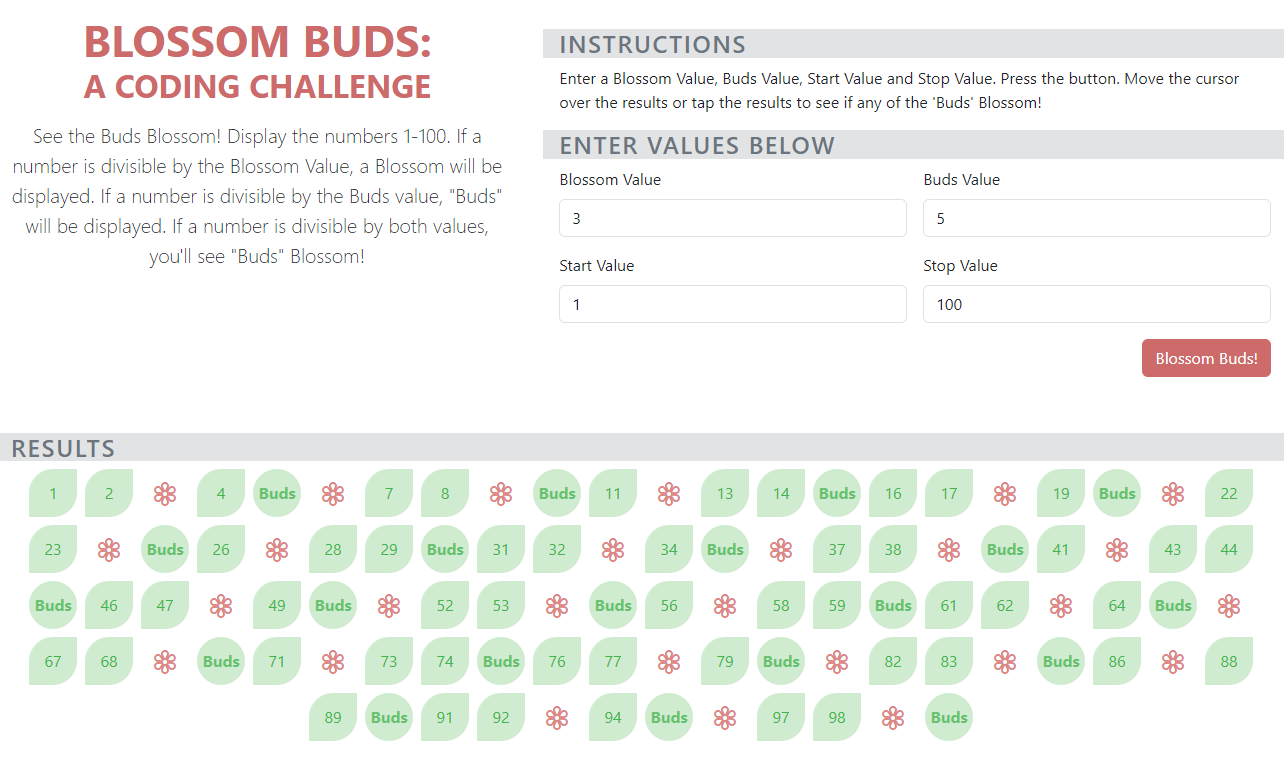 BLOSSOM BUDS:
A CODING CHALLENGE
See the Buds Blossom! Display the numbers 1-100. If a
number is divisible by the Blossom Value, a Blossom will be
displayed. If a number is divisible by the Buds value, "Buds"
will be displayed. If a number is divisible by both values,
you'll see "Buds" Blossom!
INSTRUCTIONS
Enter a Blossom Value, Buds Value, Start Value and Stop Value. Press the button. Move the cursor
over the results or tap the results to see if any of the 'Buds' Blossom!
ENTER VALUES BELOW
Blossom Value Buds Value
3 5
Start Value Stop Value
1 100
Blossom Buds!
RESULTS
1 2 4 Buds 7 8 Buds 11 13 14 Buds 16 17 19 Buds 22
23 Buds 26 28 29 Buds 31 32 34 Buds 37 38 Buds 41 43 44
Buds 46 47 49 Buds 52 53 Buds 56 58 59 Buds 61 62 64 Buds
67 68 Buds 71 73 74 Buds 76 77 79 Buds 82 83 Buds 86 88
89 Buds 91 92 94 Buds 97 98 Buds